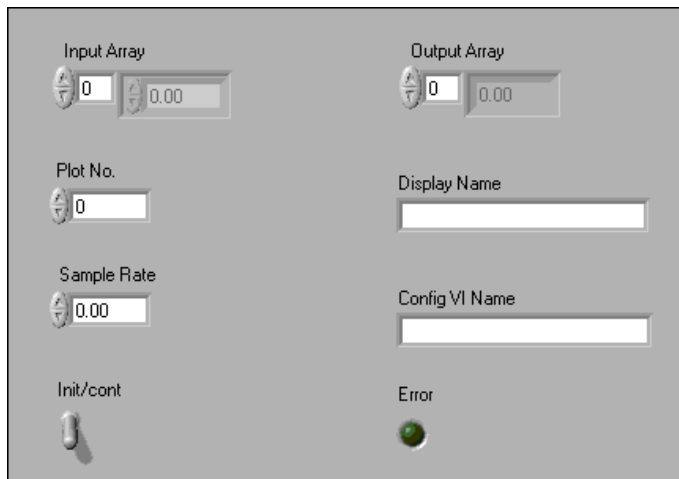 Input Array
0
0.00
Output Array
0
0.00
Plot No.
0
Display Name
Sample Rate
0.00
Config VI Name
Init/cont
Error